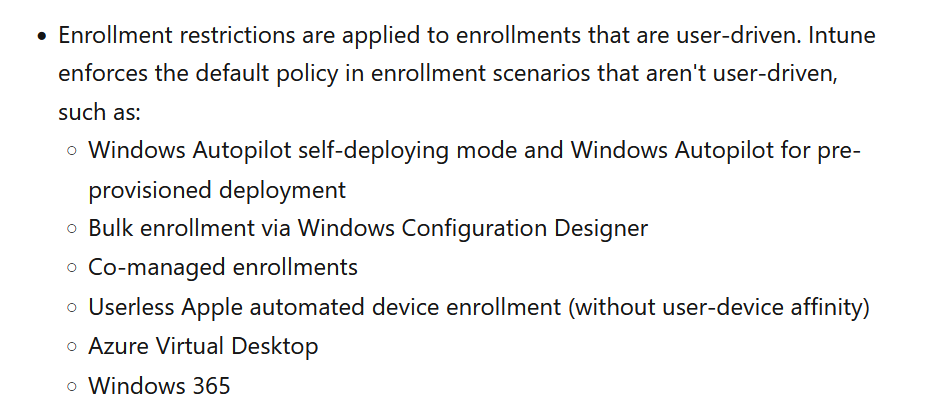 • Enrollment restrictions are applied to enrollments that are user-driven. Intune
enforces the default policy in enrollment scenarios that aren't user-driven,
such as:
○ Windows Autopilot self-deploying mode and Windows Autopilot for pre-
provisioned deployment
○ Bulk enrollment via Windows Configuration Designer
○ Co-managed enrollments
○ Userless Apple automated device enrollment (without user-device affinity)
○ Azure Virtual Desktop
○ Windows 365